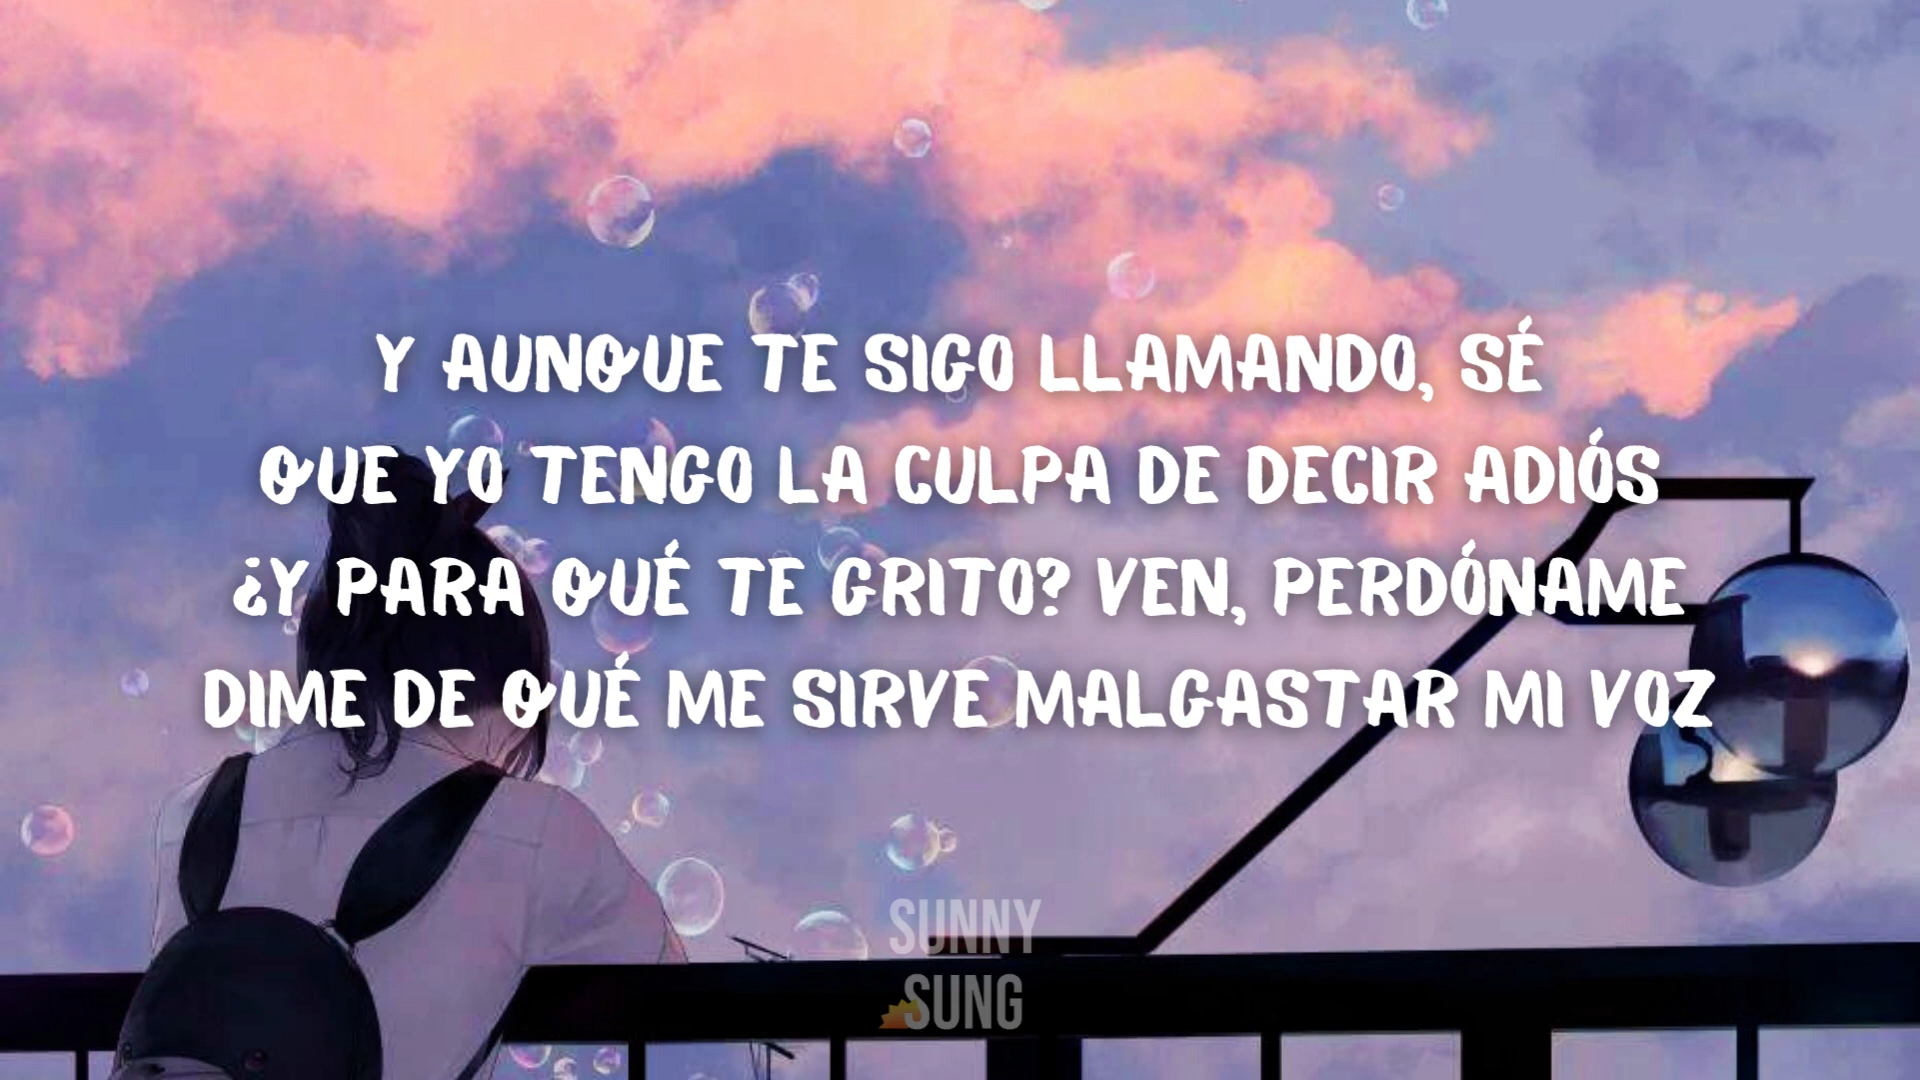 Y AUNQUE TE SIGO LLAMANDO, SÉ
QUE YO TENGO LA CULPA DE DECIR ADIÓS
¿Y PARA QUÉ TE GRITO? VEN, PERDÓNAME
DIME DE QUÉ ME SIRVE MALGASTAR MI VOZ
SUNNY
SUNG